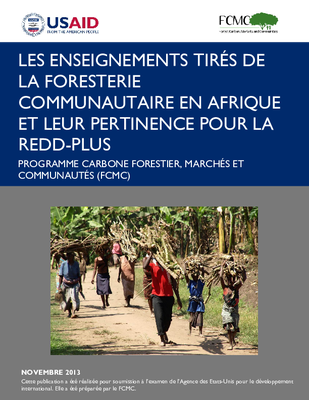 USAID
FROM THE AMERICAN PEOPLE
FCMC
LES ENSEIGNEMENTS TIRÉS DE
LA FORESTERIE
COMMUNAUTAIRE EN AFRIQUE
ET LEUR PERTINENCE POUR LA
REDD-PLUS
PROGRAMME CARBONE FORESTIER, MARCHÉS ET
COMMUNAUTÉS (FCMC)
NOVEMBRE 2013
Cette publication a été réalisée pour soumission à l'examen de l'Agence des Etats-Unis pour le développement
international. Elle a été préparée par le FCMC.